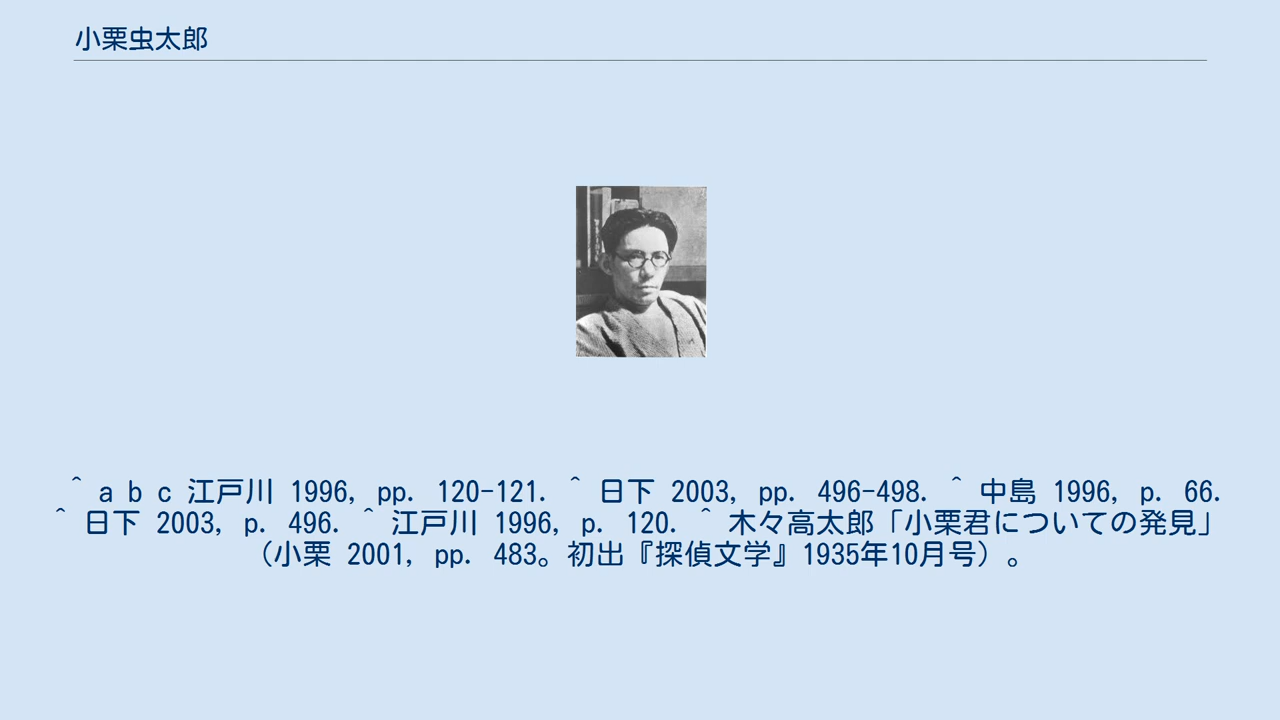 小栗虫太郎
^ a b c 江戸川 1996, pp. 120-121. ^ 日下 2003, pp. 496-498. ^ 中島 1996, p. 66.
^ 日下 2003, p. 496. ^ 江戸川 1996, p. 120. ^ 木々高太郎「小栗君についての発見」
（小栗 2001, pp. 483。初出『探偵文学』1935年10月号）。